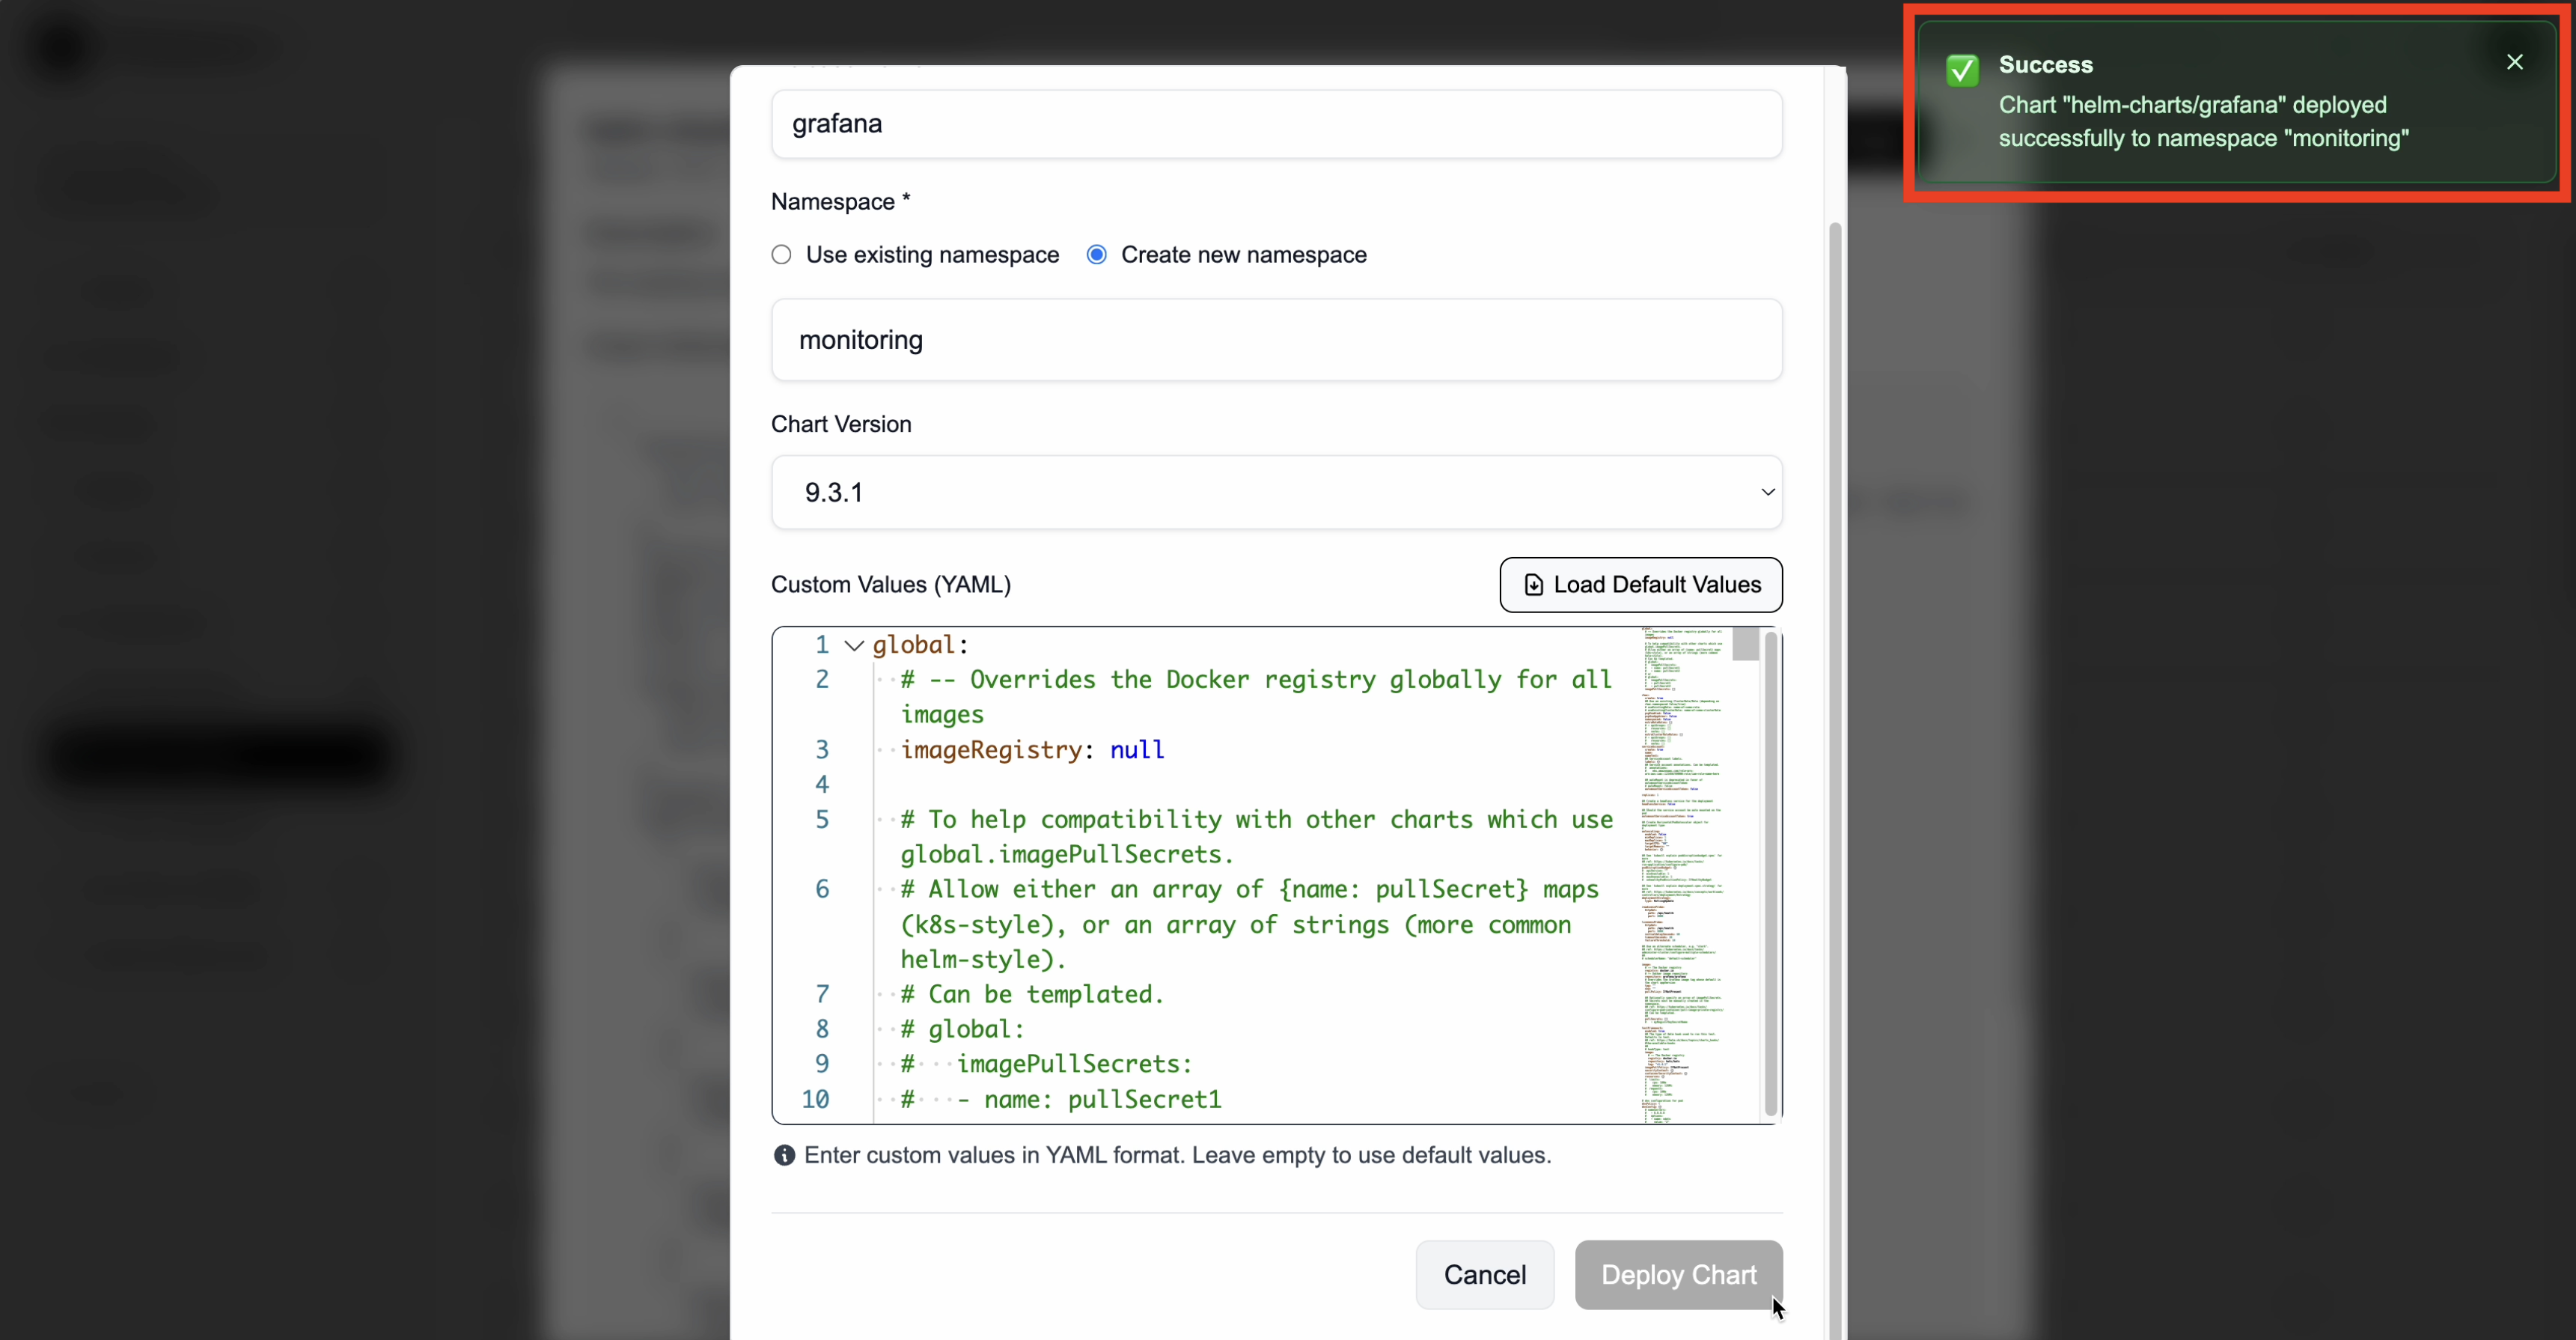 Success
Chart "helm-charts/grafana" deployed
successfully to namespace "monitoring"
grafana
Namespace *
Use existing namespace Create new namespace
monitoring
Chart Version
9.3.1
Custom Values (YAML) Load Default Values
1 global:
2 # -- Overrides the Docker registry globally for all
images
3 imageRegistry: null
4
5 # To help compatibility with other charts which use
global.imagePullSecrets.
6 # Allow either an array of {name: pullSecret} maps
(k8s-style), or an array of strings (more common
helm-style).
7 # Can be templated.
8 # global:
9 #   imagePullSecrets:
10 #   - name: pullSecret1
Enter custom values in YAML format. Leave empty to use default values.
Cancel Deploy Chart